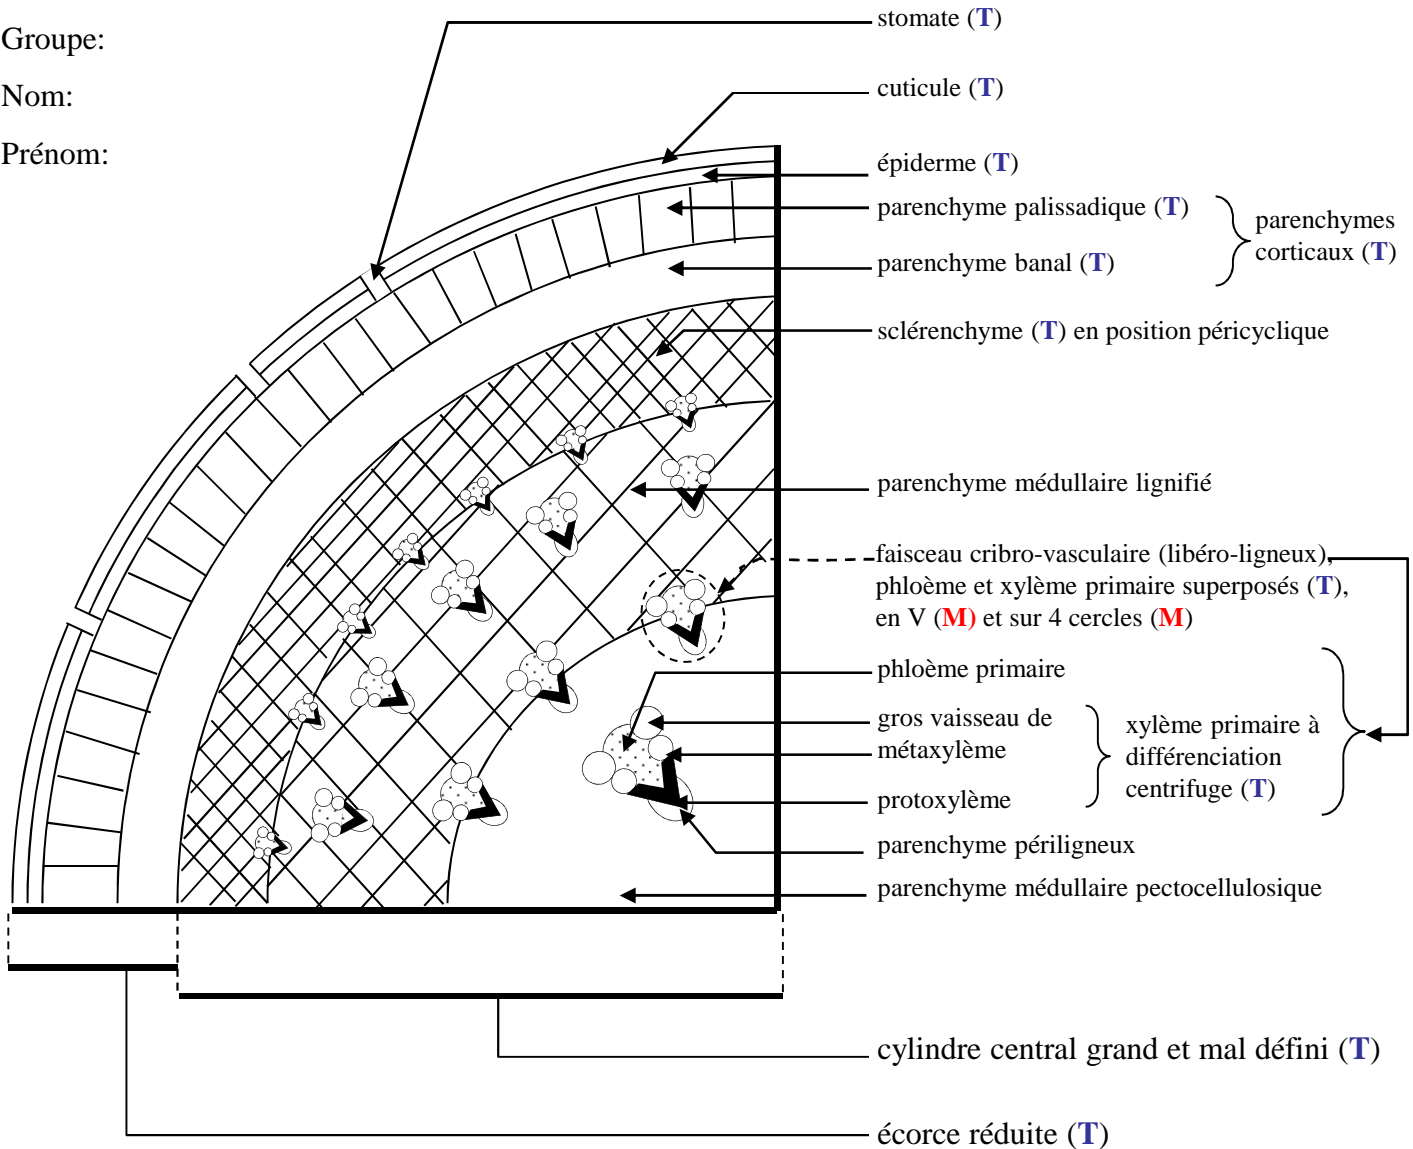 Groupe:
Nom:
Prénom:
stomate (T)
cuticule (T)
épiderme (T)
parenchyme palissadique (T)
parenchyme banal (T)
parenchymes
corticaux (T)
sclérenchyme (T) en position péricyclique
parenchyme médullaire lignifié
faisceau cribro-vasculaire (libéro-ligneux),
phloème et xylème primaire superposés (T),
en V (M) et sur 4 cercles (M)
phloème primaire
gros vaisseau de
métaxylème
protoxylème
xylème primaire à
différenciation
centrifuge (T)
parenchyme périligneux
parenchyme médullaire pectocellulosique
cylindre central grand et mal défini (T)
écorce réduite (T)